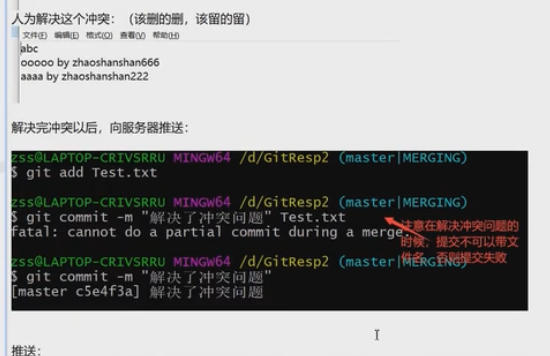 人为解决这个冲突：（该删的删，该留的留）
文件(F) 编辑(E) 格式(O) 查看(V) 帮助(H)
abc
ooooo by zhaoshanshan666
aaaa by zhaoshanshan222
解决完冲突以后，向服务器推送：
zss@LAPTOP-CRIVSRRU MINGW64 /d/GitResp2 (master|MERGING)
$ git add Test.txt
zss@LAPTOP-CRIVSRRU MINGW64 /d/GitResp2 (master|MERGING)
$ git commit -m "解决了冲突问题" Test.txt
fatal: cannot do a partial commit during a merge.
注意在解决冲突问题的
时候，提交不可以带文
件名，否则提交失败
zss@LAPTOP-CRIVSRRU MINGW64 /d/GitResp2 (master|MERGING)
$ git commit -m "解决了冲突问题"
[master c5e4f3a] 解决了冲突问题
推送：